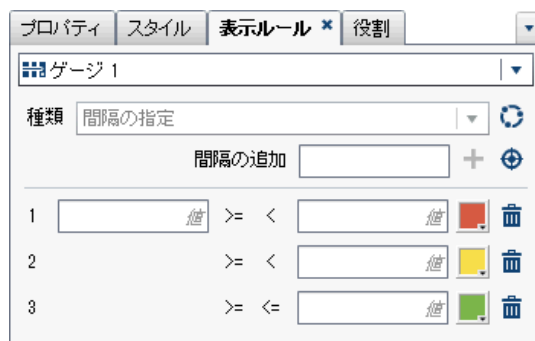 プロパティ スタイル 表示ルール × 役割
ゲージ 1
種類 間隔の指定
間隔の追加
1 値 >= < 値
2 >= < 値
3 >= <= 値